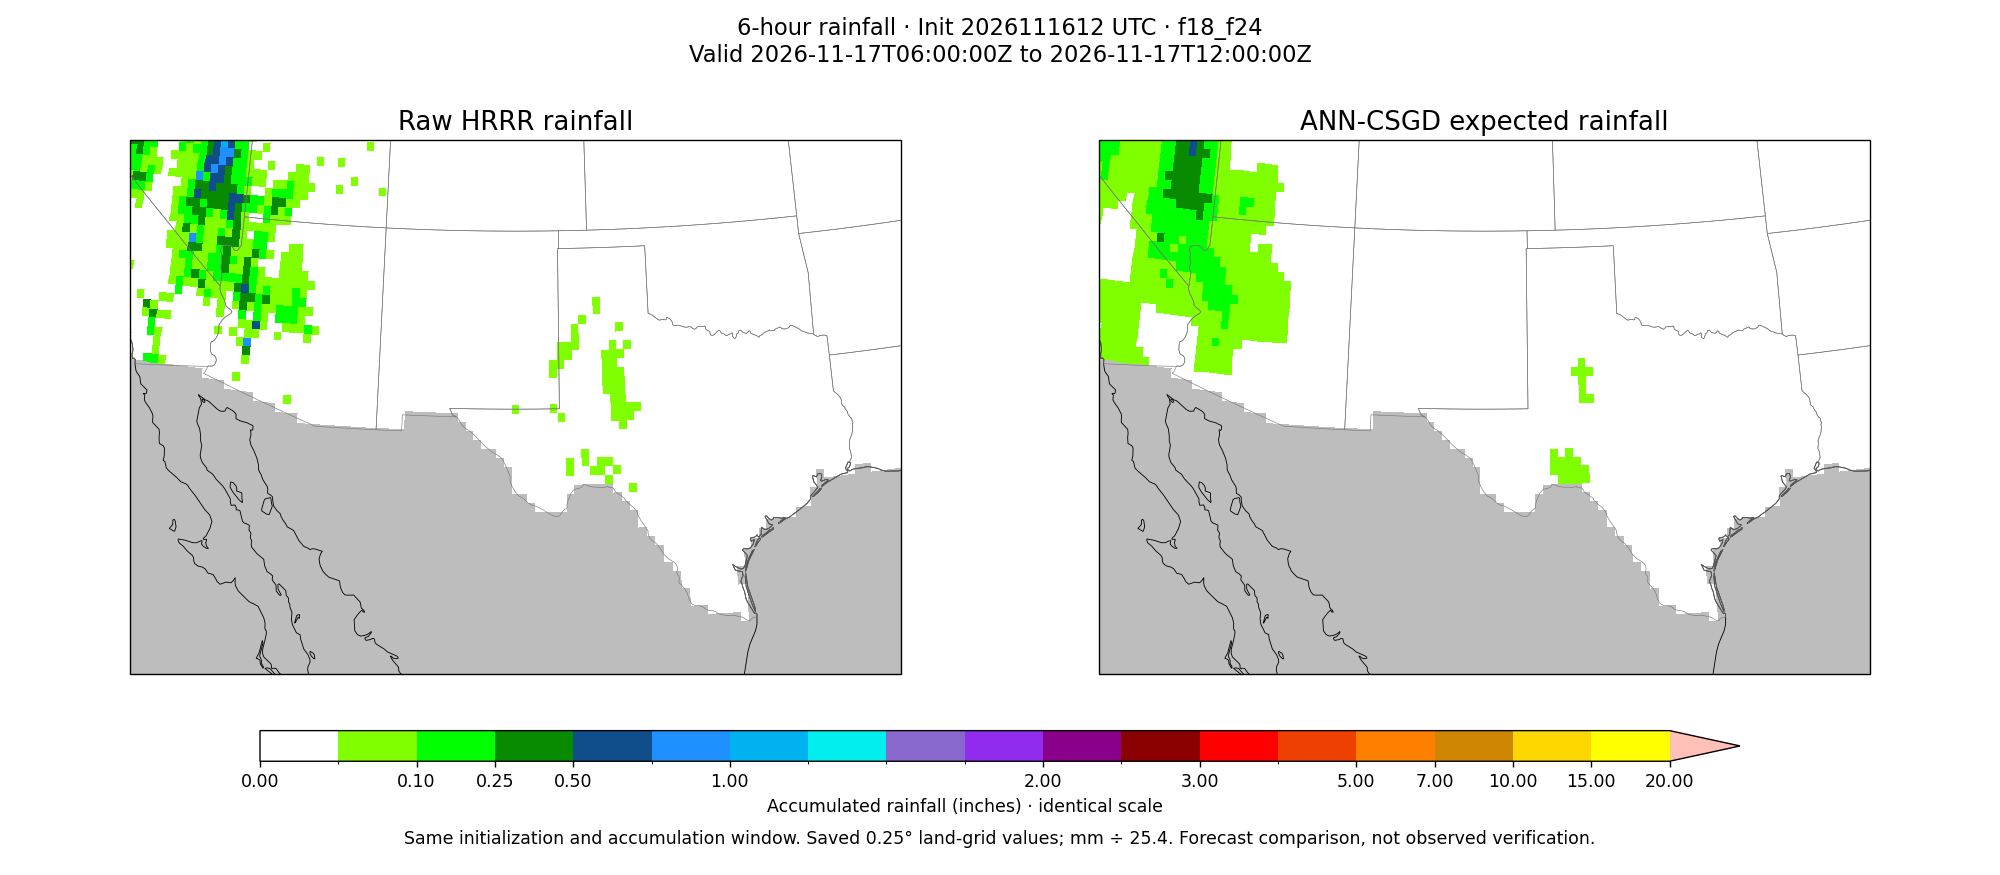 6-hour rainfall · Init 2026111612 UTC · f18_f24
Valid 2026-11-17T06:00:00Z to 2026-11-17T12:00:00Z
Raw HRRR rainfall
ANN-CSGD expected rainfall
0.00 0.10 0.25 0.50 1.00 2.00 3.00 5.00 7.00 10.00 15.00 20.00
Accumulated rainfall (inches) · identical scale
Same initialization and accumulation window. Saved 0.25° land-grid values; mm ÷ 25.4. Forecast comparison, not observed verification.